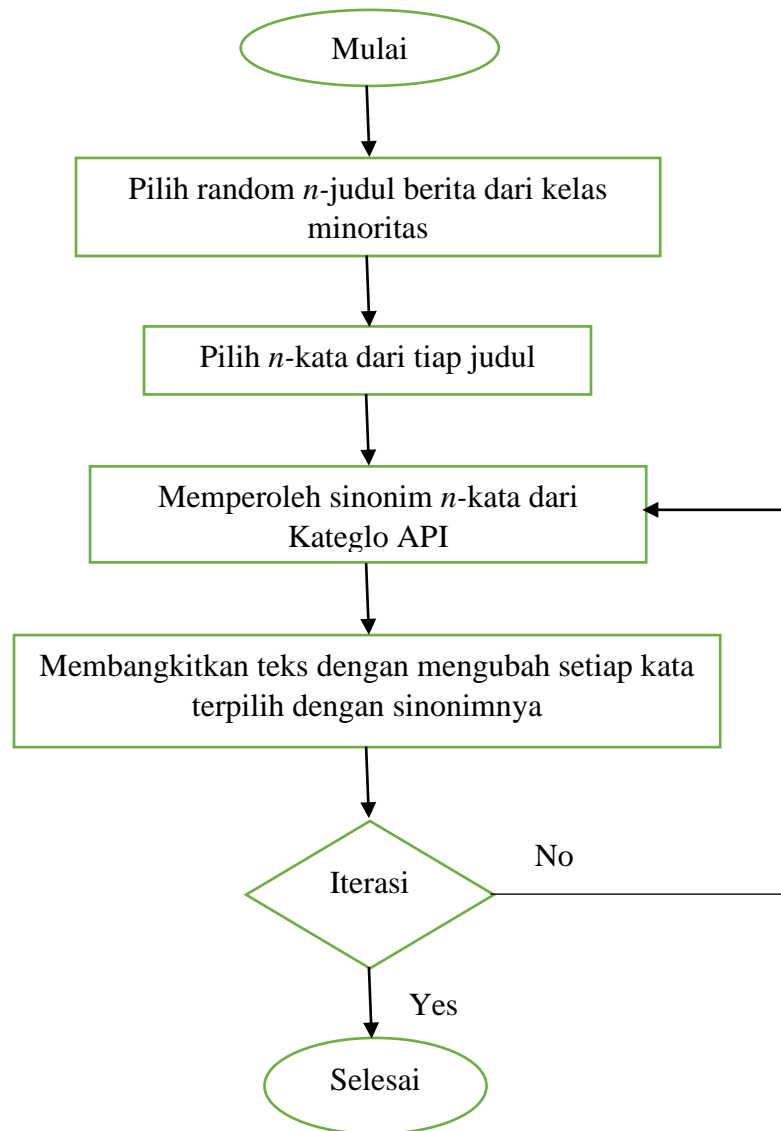 Mulai
Pilih random n-judul berita dari kelas
minoritas
Pilih n-kata dari tiap judul
Memperoleh sinonim n-kata dari
Kateglo API
Membangkitkan teks dengan mengubah setiap kata
terpilih dengan sinonimnya
Iterasi
No
Yes
Selesai